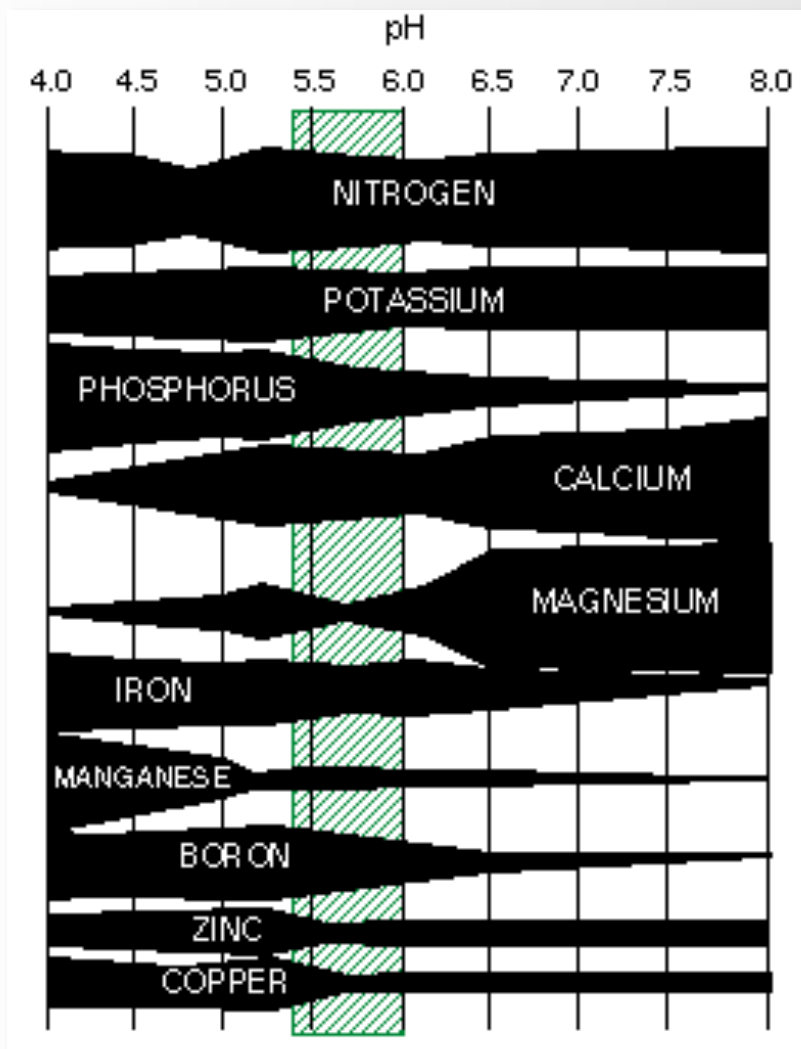 pH
4.0 4.5 5.0 5.5 6.0 6.5 7.0 7.5 8.0
NITROGEN
POTASSIUM
PHOSPHORUS
CALCIUM
MAGNESIUM
IRON
MANGANESE
BORON
ZINC
COPPER